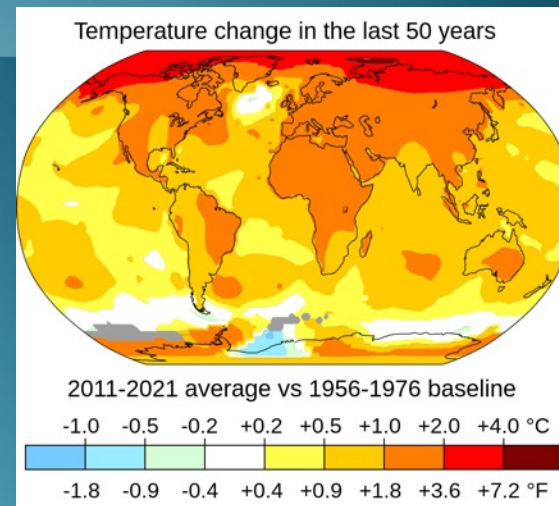 Temperature change in the last 50 years
2011-2021 average vs 1956-1976 baseline
-1.0 -0.5 -0.2 +0.2 +0.5 +1.0 +2.0 +4.0 °C
-1.8 -0.9 -0.4 +0.4 +0.9 +1.8 +3.6 +7.2 °F